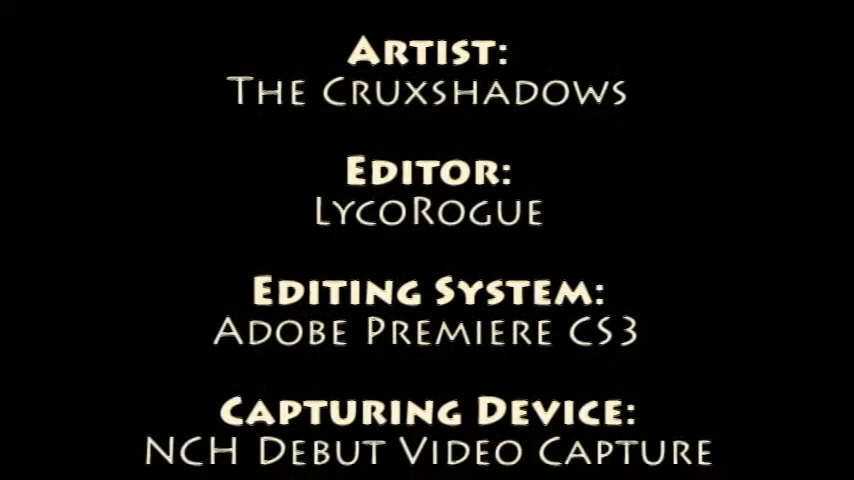 Artist:
The Cruxshadows
Editor:
LycoRogue
Editing System:
Adobe Premiere CS3
Capturing Device:
NCH Debut Video Capture